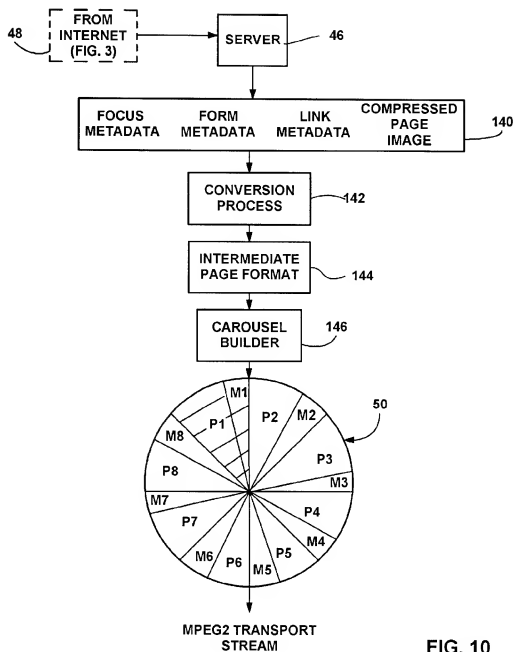 48
FROM
INTERNET
(FIG. 3)
SERVER
46
FOCUS
METADATA
FORM
METADATA
LINK
METADATA
COMPRESSED
PAGE
IMAGE
140
CONVERSION
PROCESS
142
INTERMEDIATE
PAGE FORMAT
144
CAROUSEL
BUILDER
146
M1
P1
P2
M2
50
M8
P3
P8
M3
M7
P4
P7
M4
M6
P6
M5
P5
MPEG2 TRANSPORT
STREAM
FIG. 10